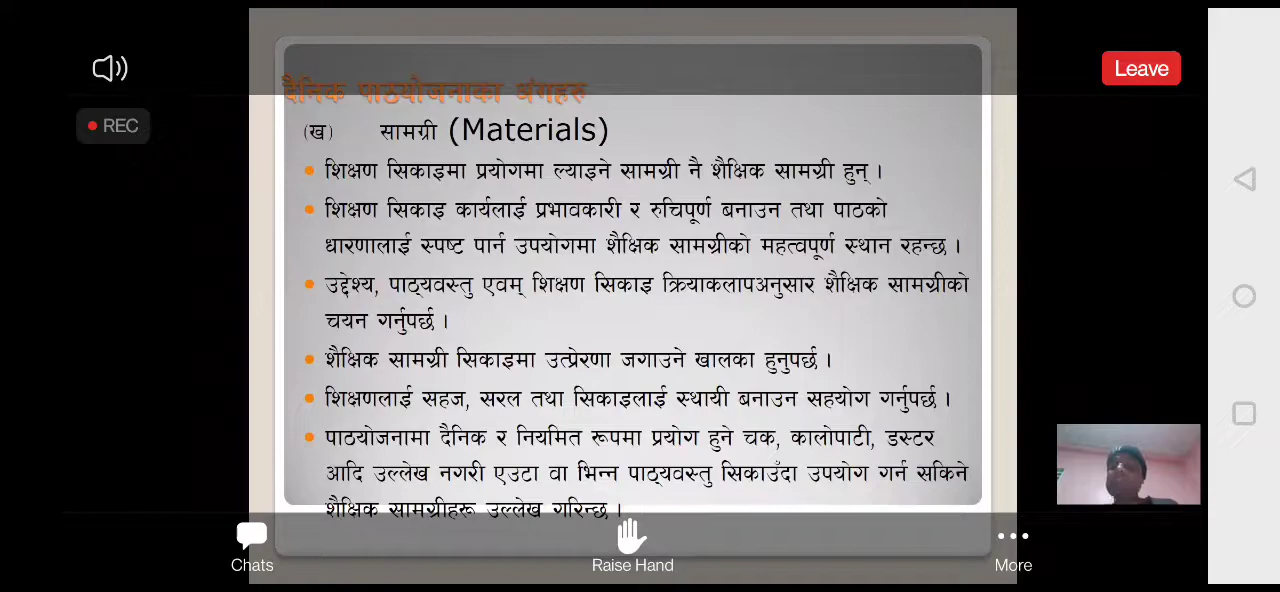 दैनिक पाठयोजनाका अंगहरु
Leave
REC
(ख) सामग्री (Materials)
शिक्षण सिकाइमा प्रयोगमा ल्याइने सामग्री नै शैक्षिक सामग्री हुन् ।
शिक्षण सिकाइ कार्यलाई प्रभावकारी र रुचिपूर्ण बनाउन तथा पाठको
धारणालाई स्पष्ट पार्न उपयोगमा शैक्षिक सामग्रीको महत्वपूर्ण स्थान रहन्छ ।
उद्देश्य, पाठ्यवस्तु एवम् शिक्षण सिकाइ क्रियाकलापअनुसार शैक्षिक सामग्रीको
चयन गर्नुपर्छ ।
शैक्षिक सामग्री सिकाइमा उत्प्रेरणा जगाउने खालका हुनुपर्छ ।
शिक्षणलाई सहज, सरल तथा सिकाइलाई स्थायी बनाउन सहयोग गर्नुपर्छ ।
पाठयोजनामा दैनिक र नियमित रूपमा प्रयोग हुने चक, कालोपाटी, डस्टर
आदि उल्लेख नगरी एउटा वा भिन्न पाठ्यवस्तु सिकाउँदा उपयोग गर्न सकिने
शैक्षिक सामग्रीहरू उल्लेख गरिन्छ ।
Chats
Raise Hand
More